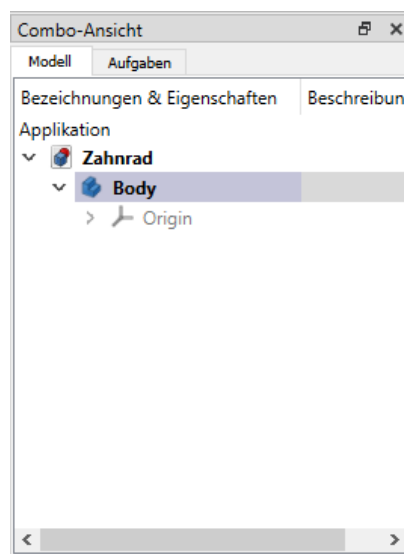 Combo-Ansicht
Modell Aufgaben
Bezeichnungen & Eigenschaften Beschreibun
Applikation
Zahnrad
Body
Origin